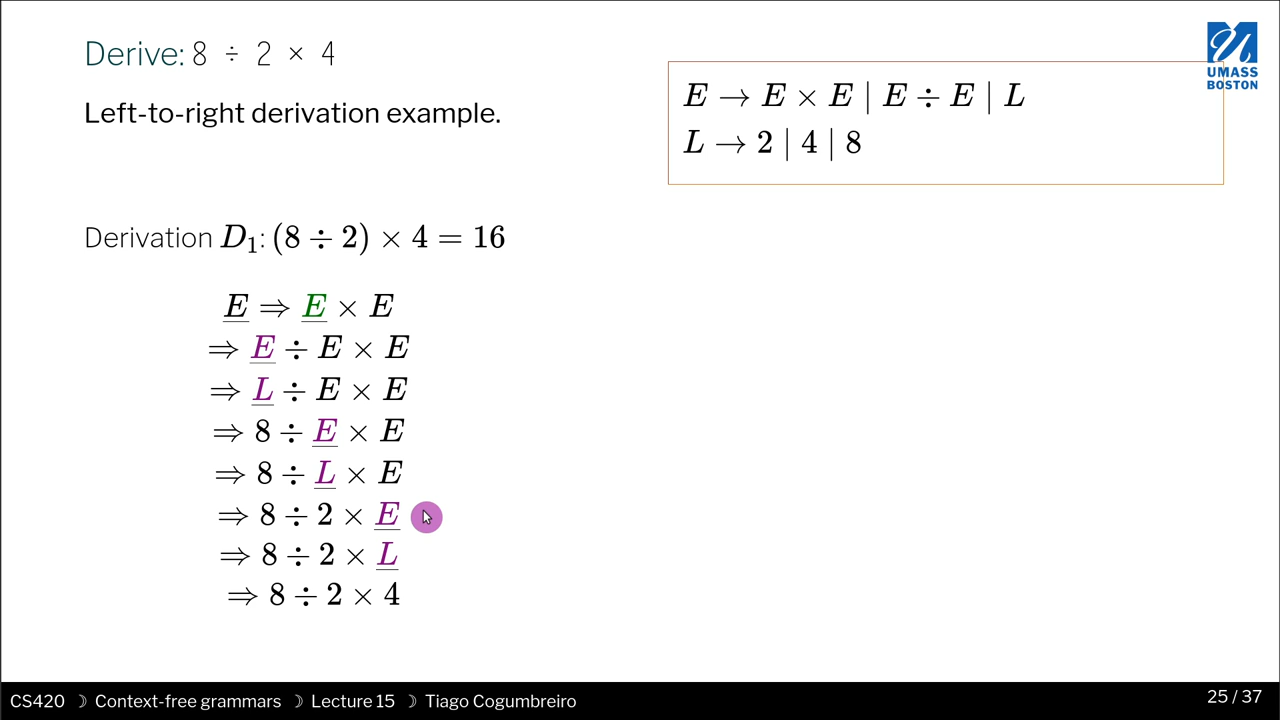 Derive: 8 ÷ 2 × 4
UMASS
BOSTON
E → E × E | E ÷ E | L
L → 2 | 4 | 8
Left-to-right derivation example.
Derivation D₁: (8 ÷ 2) × 4 = 16
E ⇒ E × E
⇒ E ÷ E × E
⇒ L ÷ E × E
⇒ 8 ÷ E × E
⇒ 8 ÷ L × E
⇒ 8 ÷ 2 × E
⇒ 8 ÷ 2 × L
⇒ 8 ÷ 2 × 4
CS420 ☽ Context-free grammars ☽ Lecture 15 ☽ Tiago Cogumbreiro
25 / 37